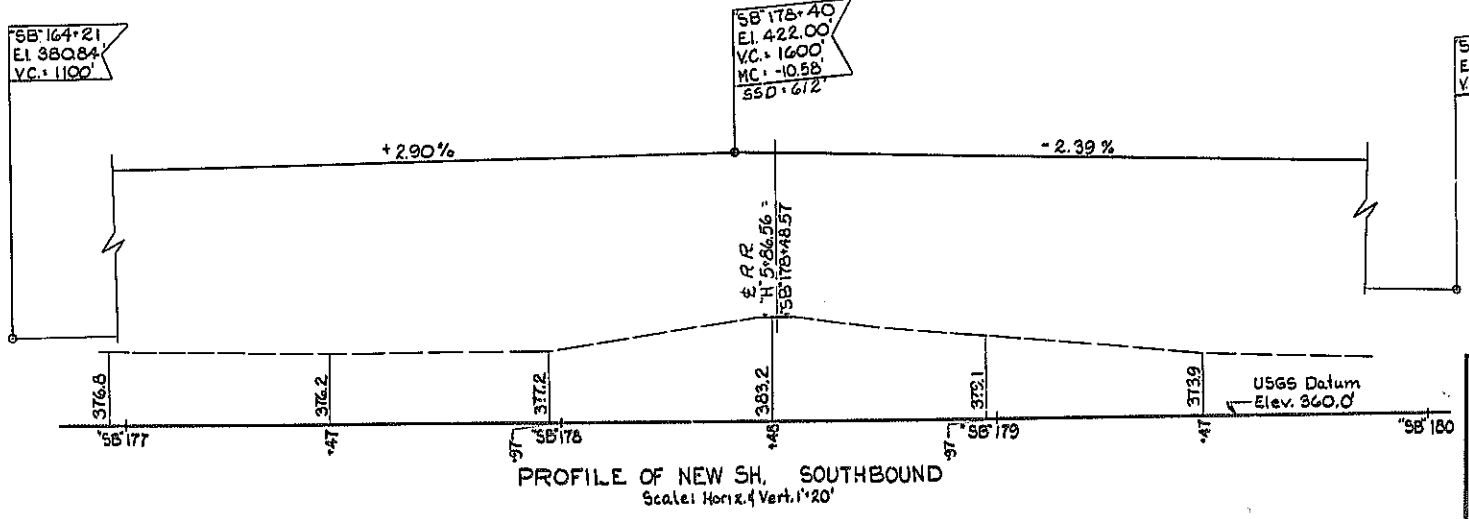 "SB" 164+21
El. 380.84'
V.C. = 1100'
"SB" 178+40
El. 422.00'
V.C. = 1600'
MC = -10.58'
SSD = 612'
+2.90%
-2.39%
℄ R R
"H" 5+86.56 =
"SB" 178+48.57
376.8
376.2
377.2
383.2
379.1
373.9
USGS Datum
Elev. 360.0'
"SB" 177
+47
+97
"SB" 178
+48
+97
"SB" 179
+47
"SB" 180
PROFILE OF NEW S.H. SOUTHBOUND
Scale: Horiz. & Vert. 1"=20'